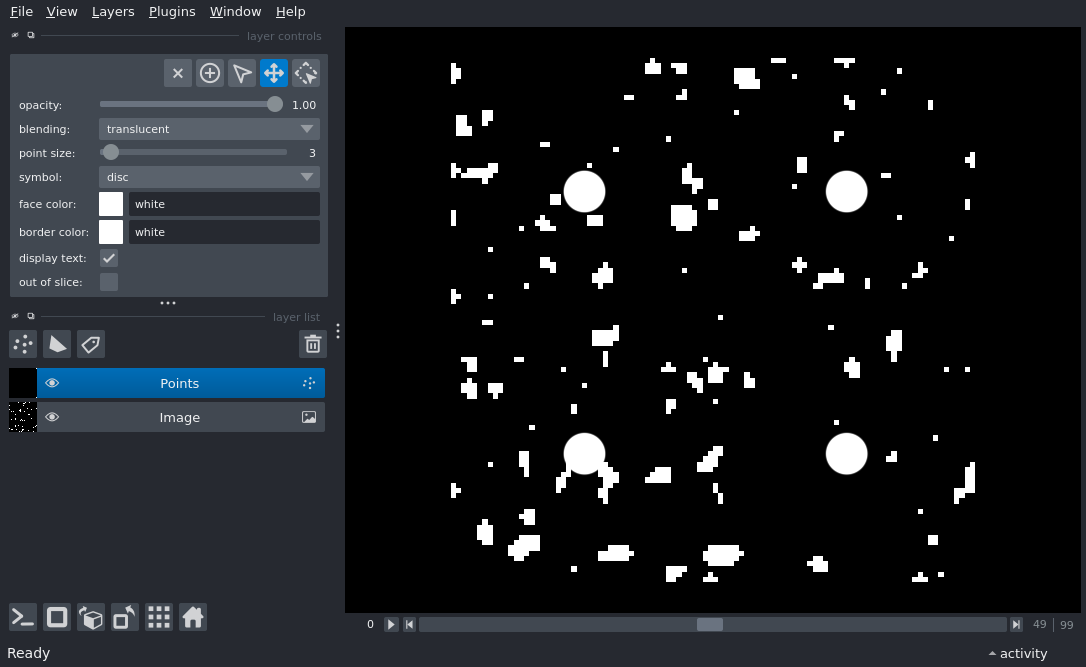 File View Layers Plugins Window Help
layer controls
opacity: 1.00
blending: translucent
point size: 3
symbol: disc
face color: white
border color: white
display text:
out of slice:
layer list
Points
Image
0 49 | 99
Ready activity